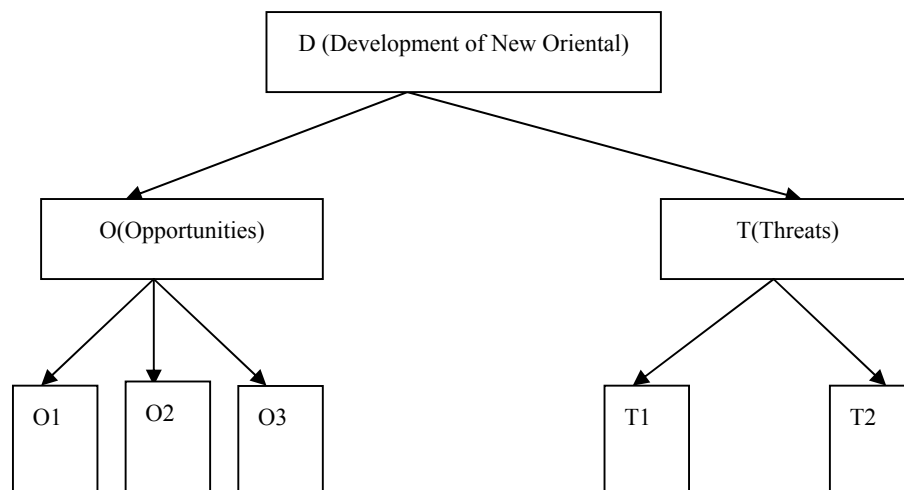 D (Development of New Oriental)
O(Opportunities)
T(Threats)
O1
O2
O3
T1
T2